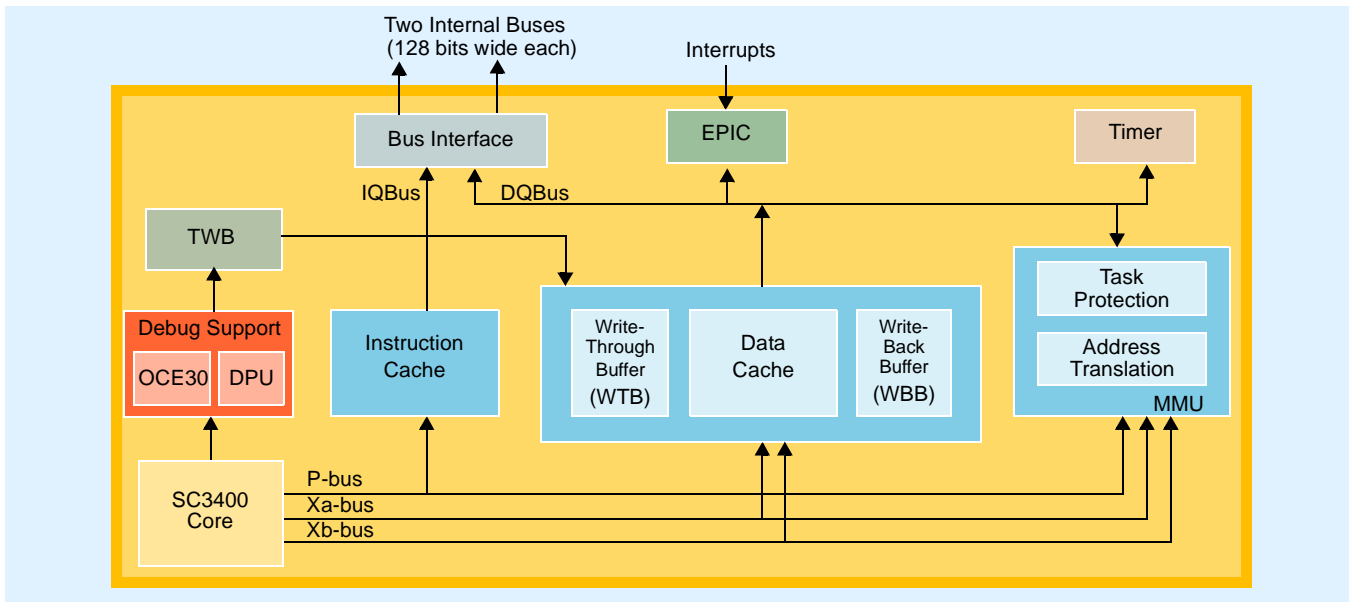 Two Internal Buses
(128 bits wide each)
Interrupts
Bus Interface
EPIC
Timer
IQBus
DQBus
TWB
Task
Protection
Address
Translation
MMU
Debug Support
OCE30
DPU
Instruction
Cache
Write-
Through
Buffer
(WTB)
Data
Cache
Write-
Back
Buffer
(WBB)
SC3400
Core
P-bus
Xa-bus
Xb-bus